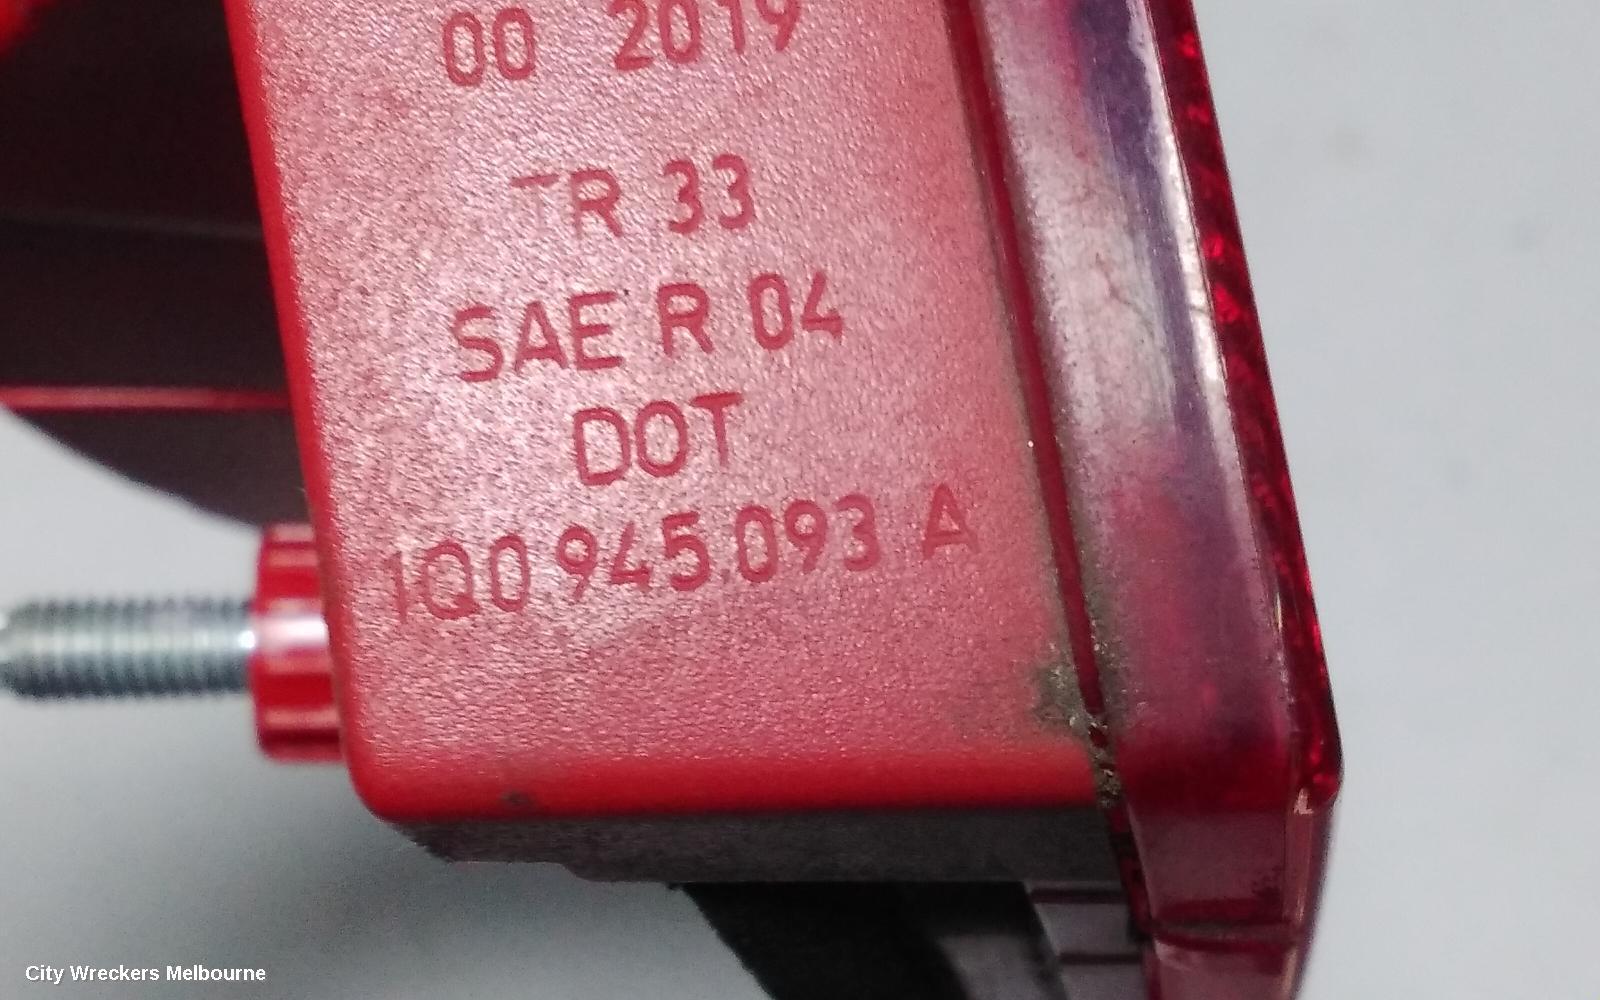 00 2019
TR 33
SAE R 04
DOT
1Q0 945.093 A
City Wreckers Melbourne